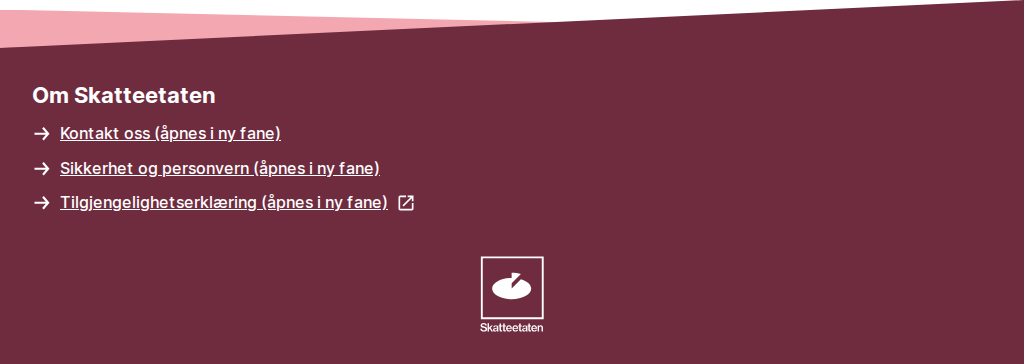 Om Skatteetaten
Kontakt oss (åpnes i ny fane)
Sikkerhet og personvern (åpnes i ny fane)
Tilgjengelighetserklæring (åpnes i ny fane)
Skatteetaten